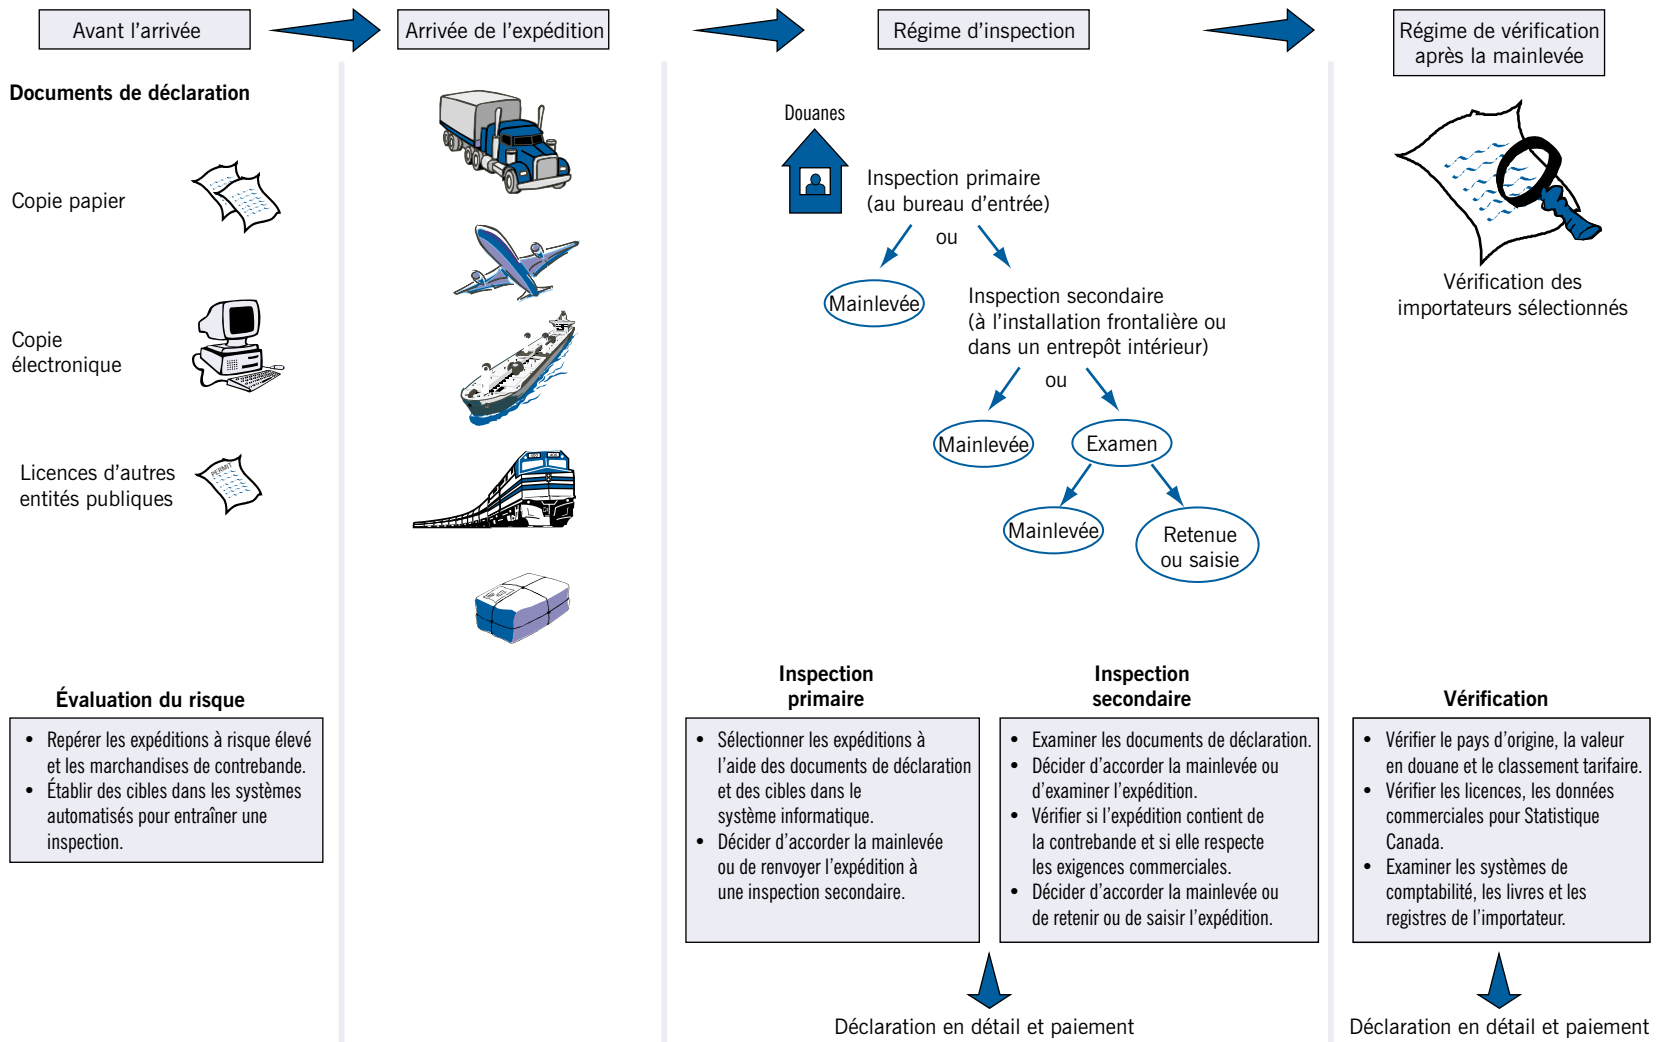 Avant l'arrivée
Arrivée de l'expédition
Régime d'inspection
Régime de vérification
après la mainlevée
Documents de déclaration
Copie papier
Copie
électronique
Licences d'autres
entités publiques
PERMIT
Douanes
Inspection primaire
(au bureau d'entrée)
ou
Mainlevée
Inspection secondaire
(à l'installation frontalière ou
dans un entrepôt intérieur)
ou
Mainlevée
Examen
Mainlevée
Retenue
ou saisie
Vérification des
importateurs sélectionnés
Évaluation du risque
• Repérer les expéditions à risque élevé
et les marchandises de contrebande.
• Établir des cibles dans les systèmes
automatisés pour entraîner une
inspection.
Inspection
primaire
• Sélectionner les expéditions à
l'aide des documents de déclaration
et des cibles dans le
système informatique.
• Décider d'accorder la mainlevée
ou de renvoyer l'expédition à
une inspection secondaire.
Inspection
secondaire
• Examiner les documents de déclaration.
• Décider d'accorder la mainlevée ou
d'examiner l'expédition.
• Vérifier si l'expédition contient de
la contrebande et si elle respecte
les exigences commerciales.
• Décider d'accorder la mainlevée ou
de retenir ou de saisir l'expédition.
Déclaration en détail et paiement
Vérification
• Vérifier le pays d'origine, la valeur
en douane et le classement tarifaire.
• Vérifier les licences, les données
commerciales pour Statistique
Canada.
• Examiner les systèmes de
comptabilité, les livres et les
registres de l'importateur.
Déclaration en détail et paiement